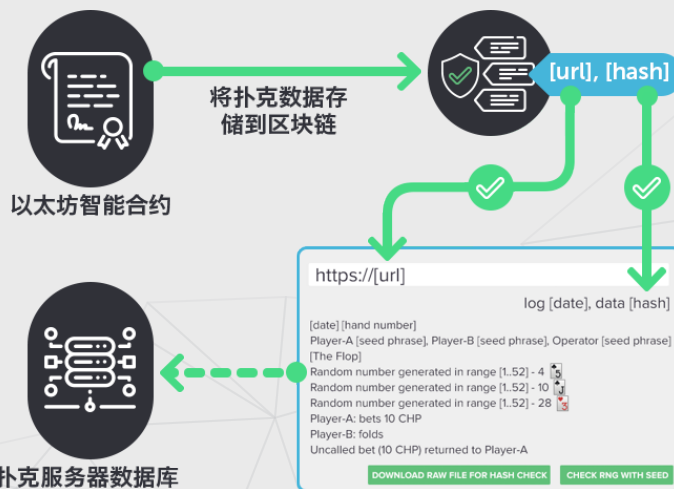 [url], [hash]
将扑克数据存
储到区块链
以太坊智能合约
https://[url]
log [date], data [hash]
[date] [hand number]
Player-A [seed phrase], Player-B [seed phrase], Operator [seed phrase]
[The Flop]
Random number generated in range [1..52] - 4 5
Random number generated in range [1..52] - 10 J
Random number generated in range [1..52] - 28 3
Player-A: bets 10 CHP
Player-B: folds
Uncalled bet (10 CHP) returned to Player-A
DOWNLOAD RAW FILE FOR HASH CHECK CHECK RNG WITH SEED
扑克服务器数据库